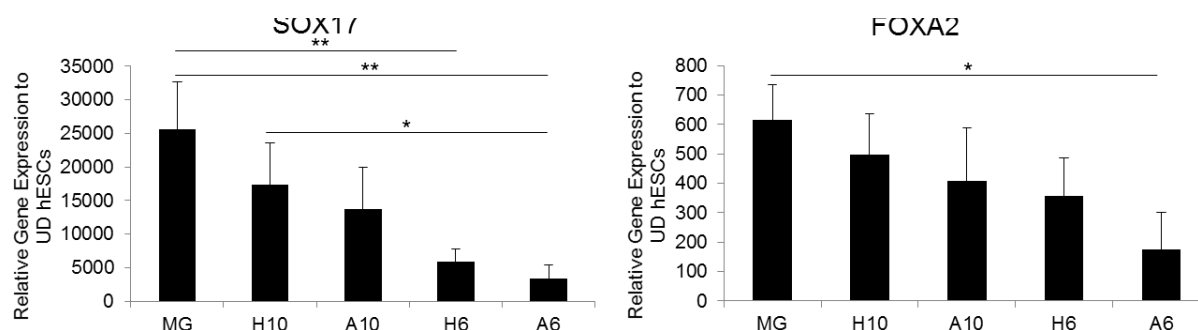 SOX17
**
**
*
Relative Gene Expression to
UD hESCs
35000
30000
25000
20000
15000
10000
5000
0
MG H10 A10 H6 A6
FOXA2
*
Relative Gene Expression to
UD hESCs
800
700
600
500
400
300
200
100
0
MG H10 A10 H6 A6